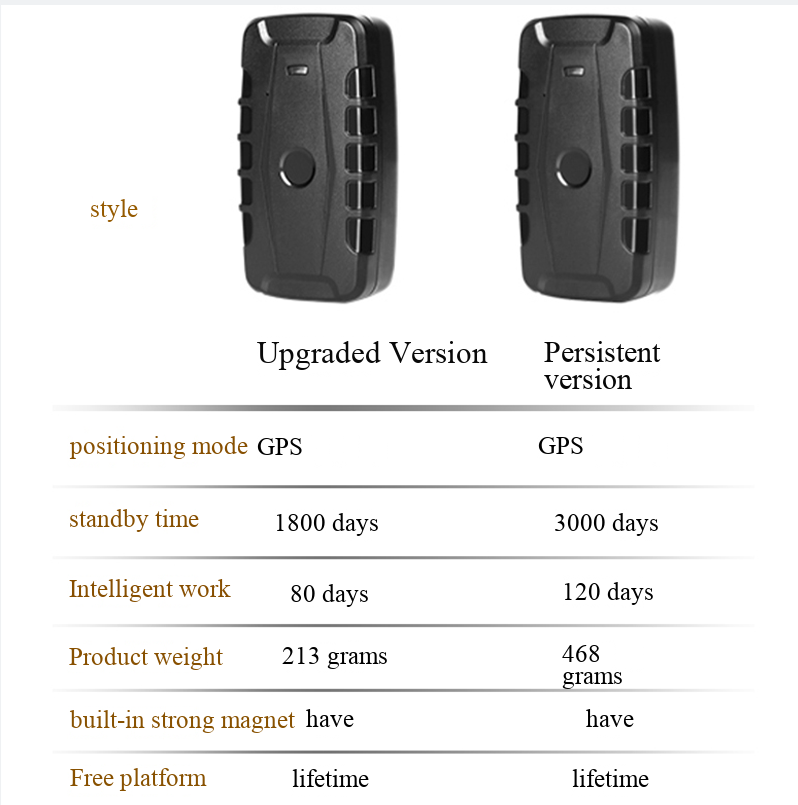 style
Upgraded Version
Persistent
version
positioning mode GPS GPS
standby time 1800 days 3000 days
Intelligent work 80 days 120 days
Product weight 213 grams 468
grams
built-in strong magnet have have
Free platform lifetime lifetime